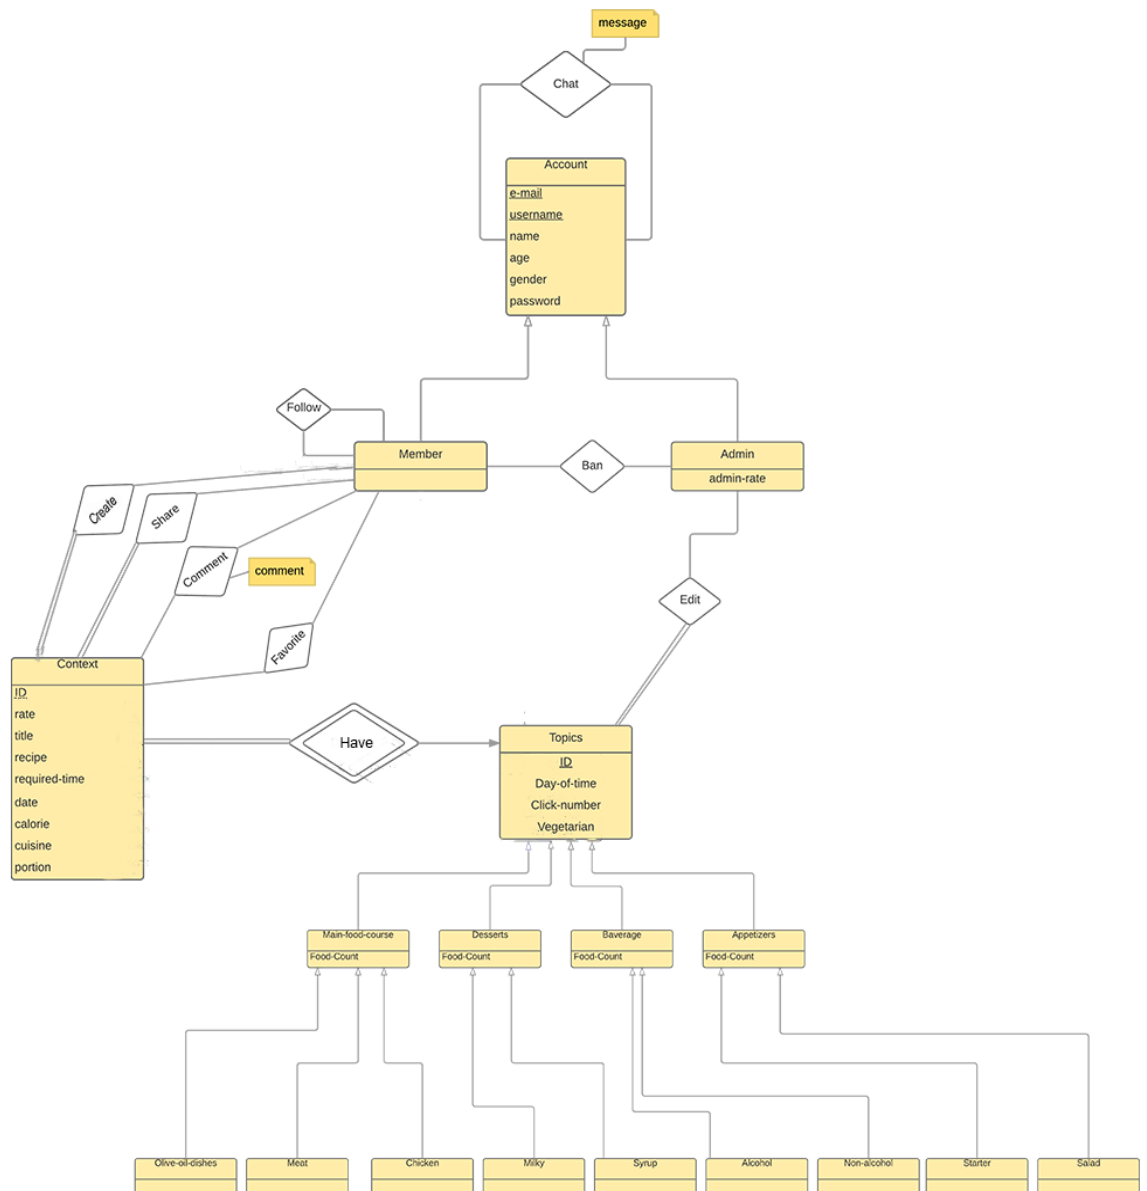 message
Chat
Account
e-mail
username
name
age
gender
password
Follow
Member
Ban
Admin
admin-rate
Create
Share
Comment
comment
Edit
Favorite
Context
ID
rate
title
recipe
required-time
date
calorie
cuisine
portion
Have
Topics
ID
Day-of-time
Click-number
Vegetarian
Main-food-course
Food-Count
Desserts
Food-Count
Baverage
Food-Count
Appetizers
Food-Count
Olive-oil-dishes
Meat
Chicken
Milky
Syrup
Alcohol
Non-alcohol
Starter
Salad